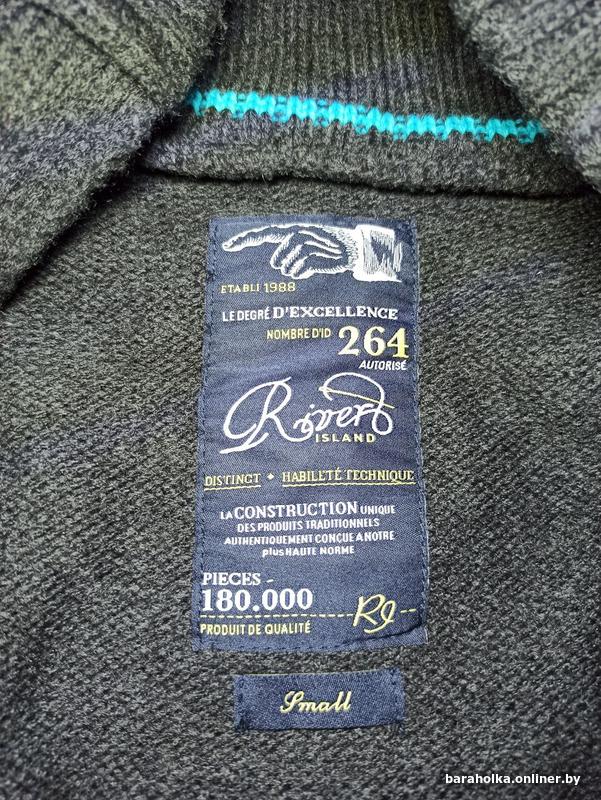 ETABLI 1988
LE DEGRÉ D'EXCELLENCE
NOMBRE D'ID 264
AUTORISÉ
River
ISLAND
DISTINCT + HABILETÉ TECHNIQUE
LA CONSTRUCTION UNIQUE
DES PRODUITS TRADITIONNELS
AUTHENTIQUEMENT CONÇUE A NOTRE
plus HAUTE NORME
PIECES -
180.000
RI
PRODUIT DE QUALITÉ
Small
baraholka.onliner.by